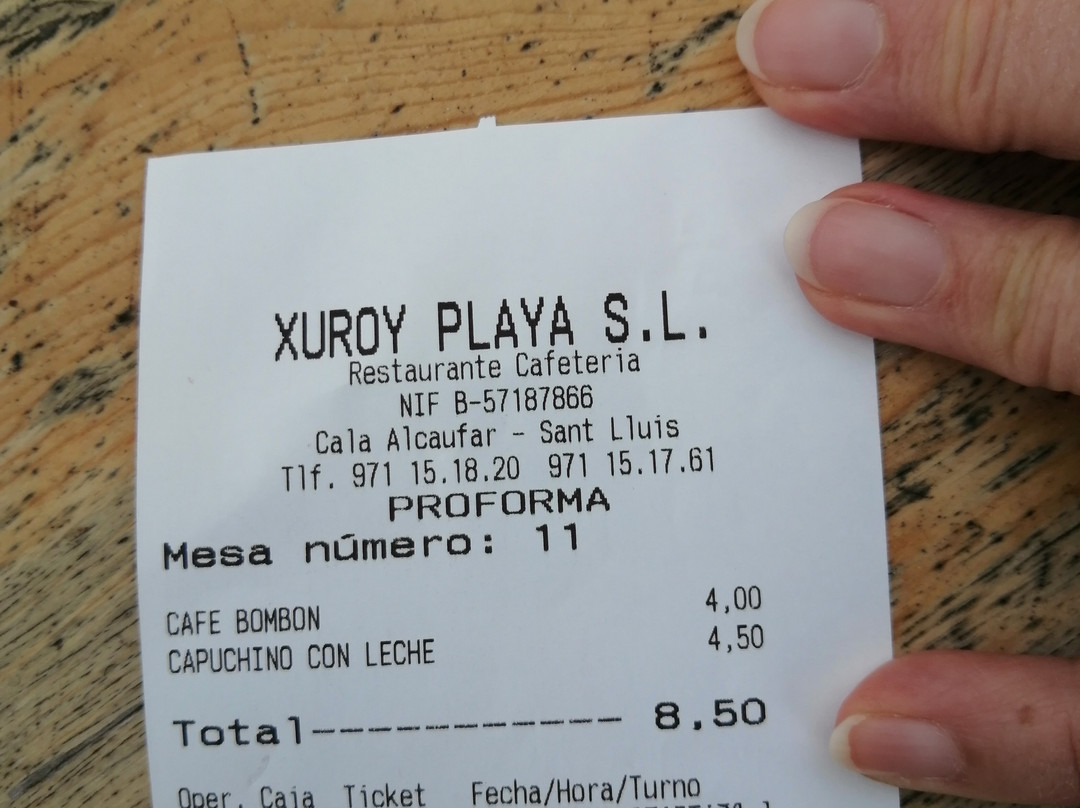 XUROY PLAYA S.L.
Restaurante Cafeteria
NIF B-57187866
Cala Alcaufar - Sant Lluis
Tlf. 971 15.18.20 971 15.17.61
PROFORMA
Mesa número: 11
CAFE BOMBON 4,00
CAPUCHINO CON LECHE 4,50
Total----------- 8,50
Oper. Caja Ticket Fecha/Hora/Turno